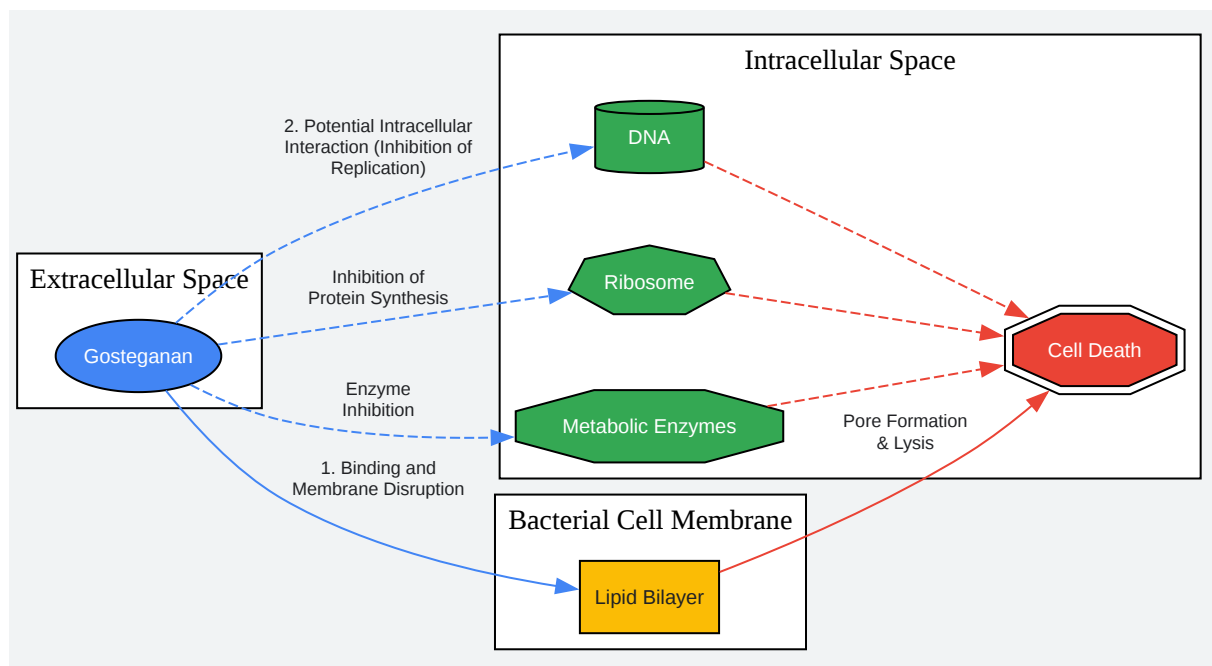 Intracellular Space
2. Potential Intracellular
Interaction (Inhibition of
Replication)
DNA
Extracellular Space
Inhibition of
Protein Synthesis
Ribosome
Gosteganan
Cell Death
Enzyme
Inhibition
Metabolic Enzymes
Pore Formation
& Lysis
1. Binding and
Membrane Disruption
Bacterial Cell Membrane
Lipid Bilayer